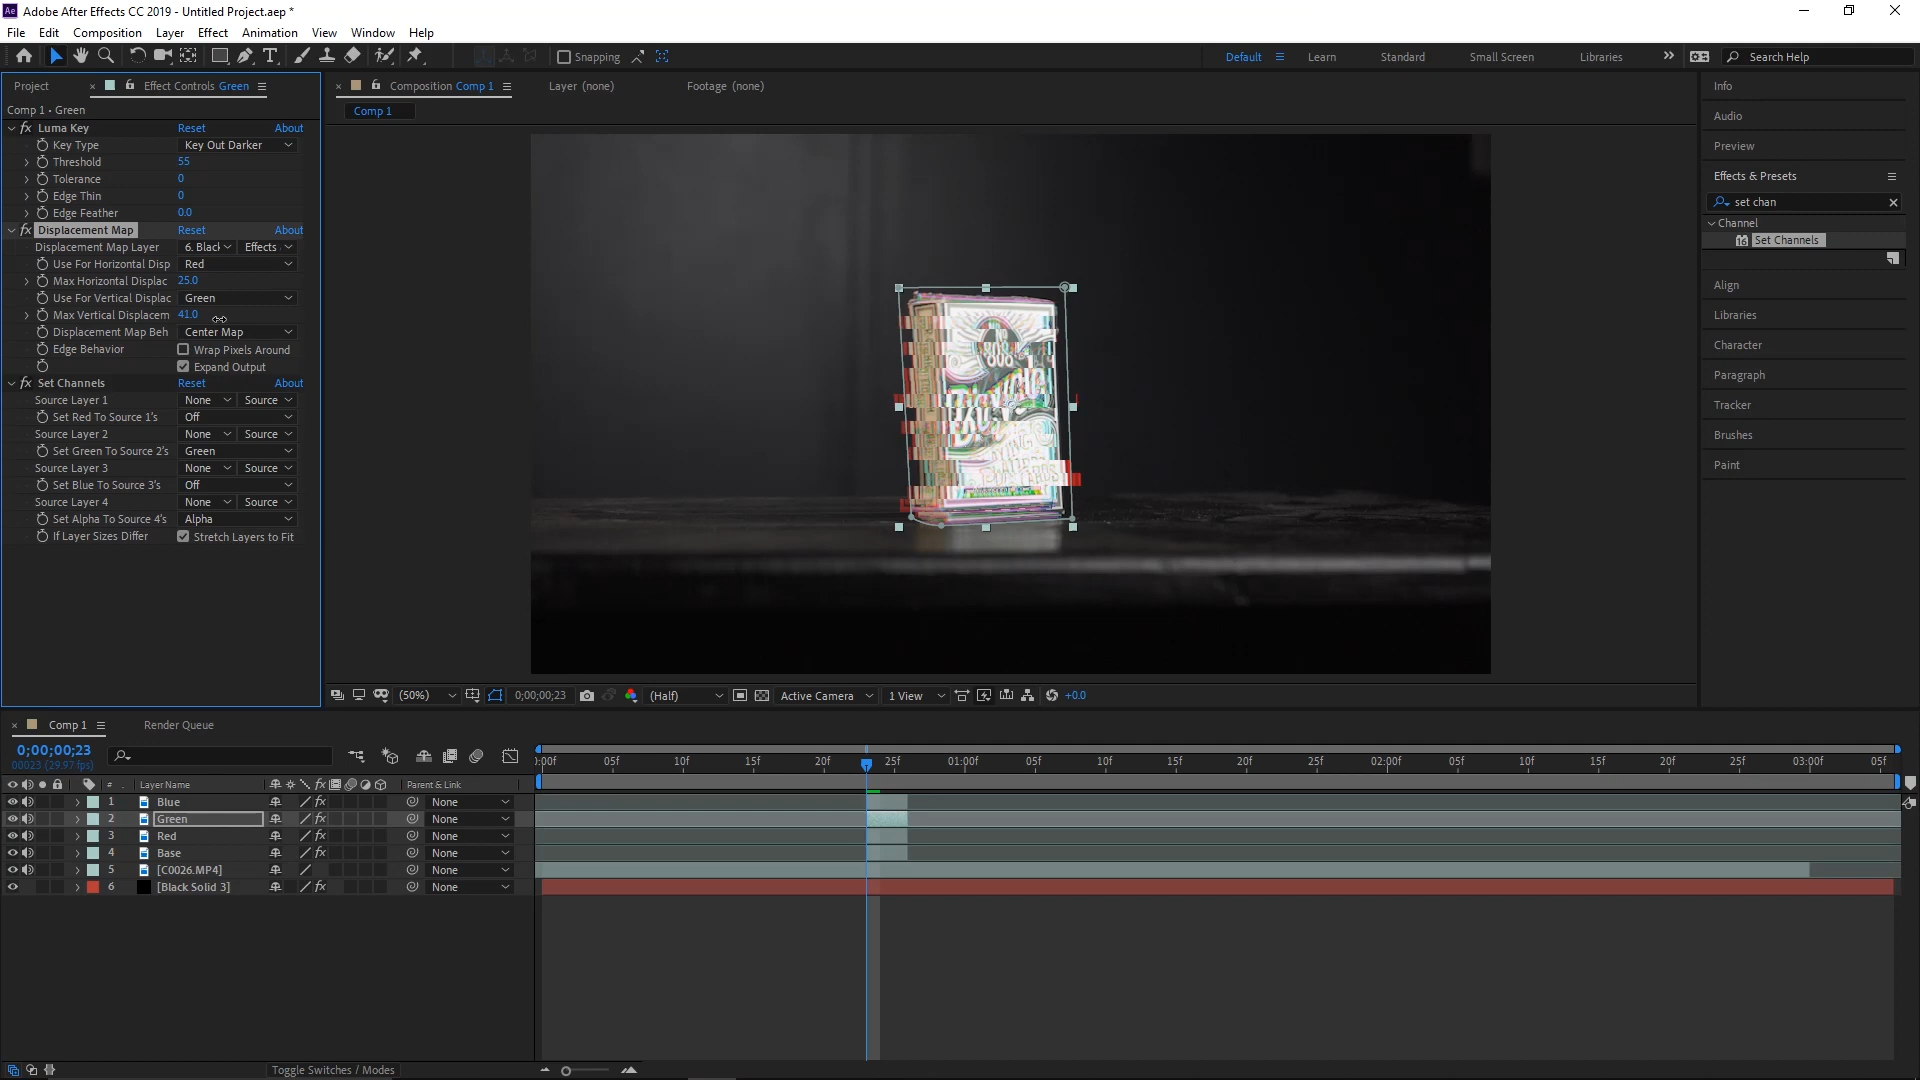 Adobe After Effects CC 2019 - Untitled Project.aep *
File Edit Composition Layer Effect Animation View Window Help
Snapping Default Learn Standard Small Screen Libraries Search Help
Project Effect Controls Green Composition Comp 1 Layer (none) Footage (none)
Comp 1 • Green
Comp 1
Luma Key Reset About
Key Type Key Out Darker
Threshold 55
Tolerance 0
Edge Thin 0
Edge Feather 0.0
Displacement Map Reset About
Displacement Map Layer 6. Blacl Effects
Use For Horizontal Disp Red
Max Horizontal Displac 25.0
Use For Vertical Displac Green
Max Vertical Displacem 41.0
Displacement Map Beh Center Map
Edge Behavior Wrap Pixels Around
Expand Output
Set Channels Reset About
Source Layer 1 None Source
Set Red To Source 1's Off
Source Layer 2 None Source
Set Green To Source 2's Green
Source Layer 3 None Source
Set Blue To Source 3's Off
Source Layer 4 None Source
Set Alpha To Source 4's Alpha
If Layer Sizes Differ Stretch Layers to Fit
Info
Audio
Preview
Effects & Presets
set chan
Channel
16 Set Channels
Align
Libraries
Character
Paragraph
Tracker
Brushes
Paint
(50%) 0;00;00;23 (Half) Active Camera 1 View +0.0
Comp 1 Render Queue
0;00;00;23
00023 (29.97 fps)
):00f 05f 10f 15f 20f 25f 01:00f 05f 10f 15f 20f 25f 02:00f 05f 10f 15f 20f 25f 03:00f 05f
# Layer Name Parent & Link
1 Blue None
2 Green None
3 Red None
4 Base None
5 [C0026.MP4] None
6 [Black Solid 3] None
Toggle Switches / Modes